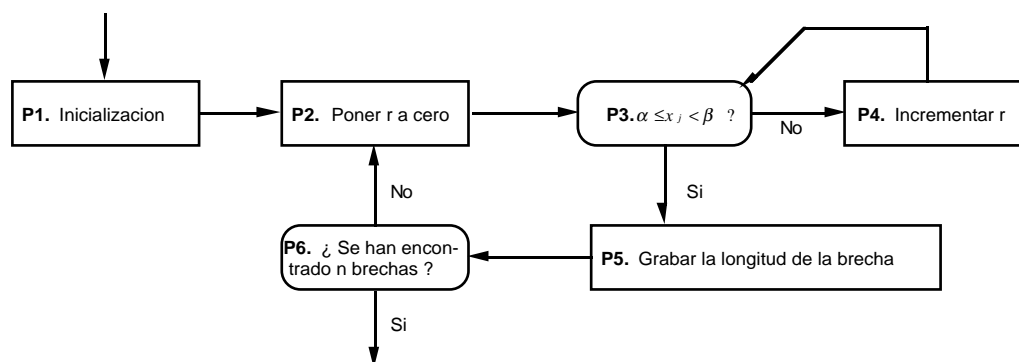 P1. Inicializacion
P2. Poner r a cero
P3. α ≤ x j < β ?
No
P4. Incrementar r
Si
No
P6. ¿ Se han encon-
trado n brechas ?
P5. Grabar la longitud de la brecha
Si